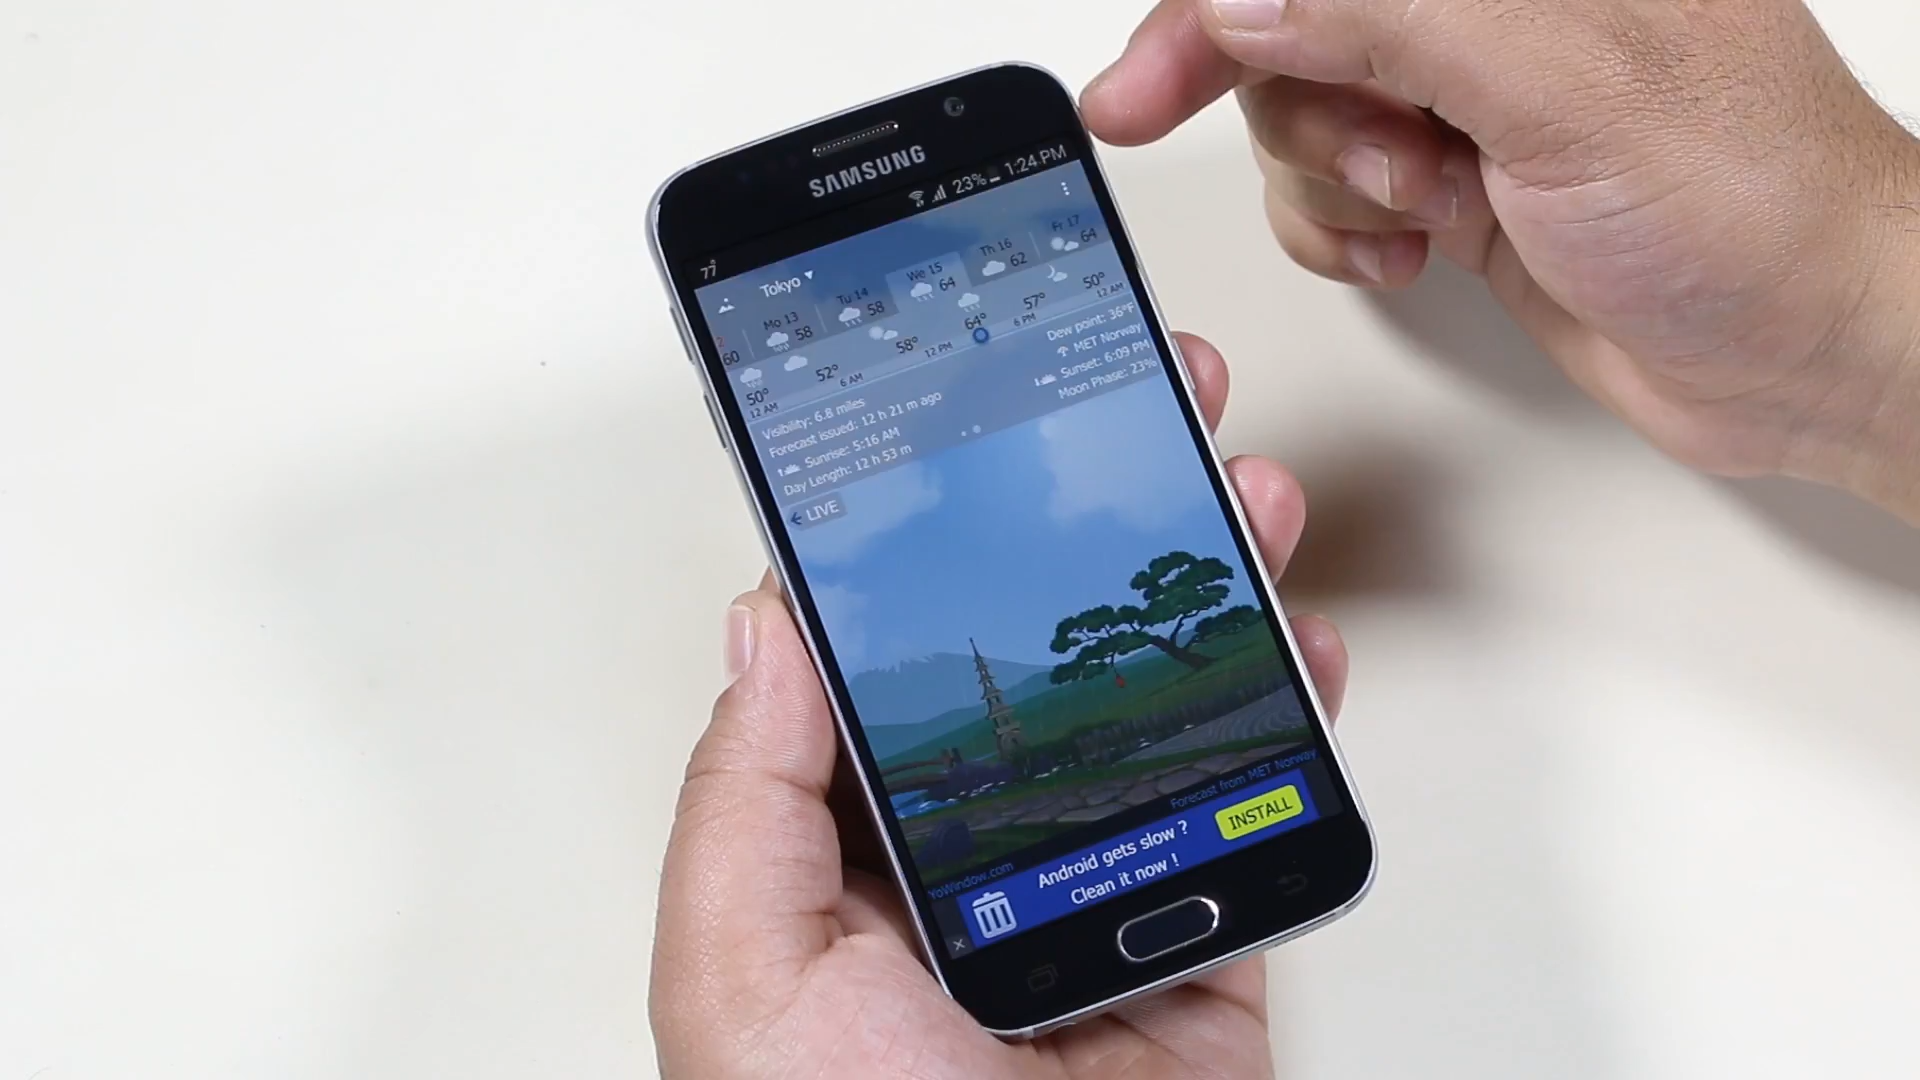 SAMSUNG
23% 1:24 PM
77°
Tokyo ▼
2
60
Mo 13
58
Tu 14
58
We 15
64
Th 16
62
Fr 17
64
50°
52°
58°
64°
57°
50°
12 AM
6 AM
12 PM
6 PM
12 AM
Visibility: 6.8 miles
Forecast issued: 12 h 21 m ago
Sunrise: 5:16 AM
Day Length: 12 h 53 m
Dew point: 36°F
MET Norway
Sunset: 6:09 PM
Moon Phase: 23%
← LIVE
Forecast from MET Norway
YoWindow.com
Android gets slow ?
Clean it now !
INSTALL